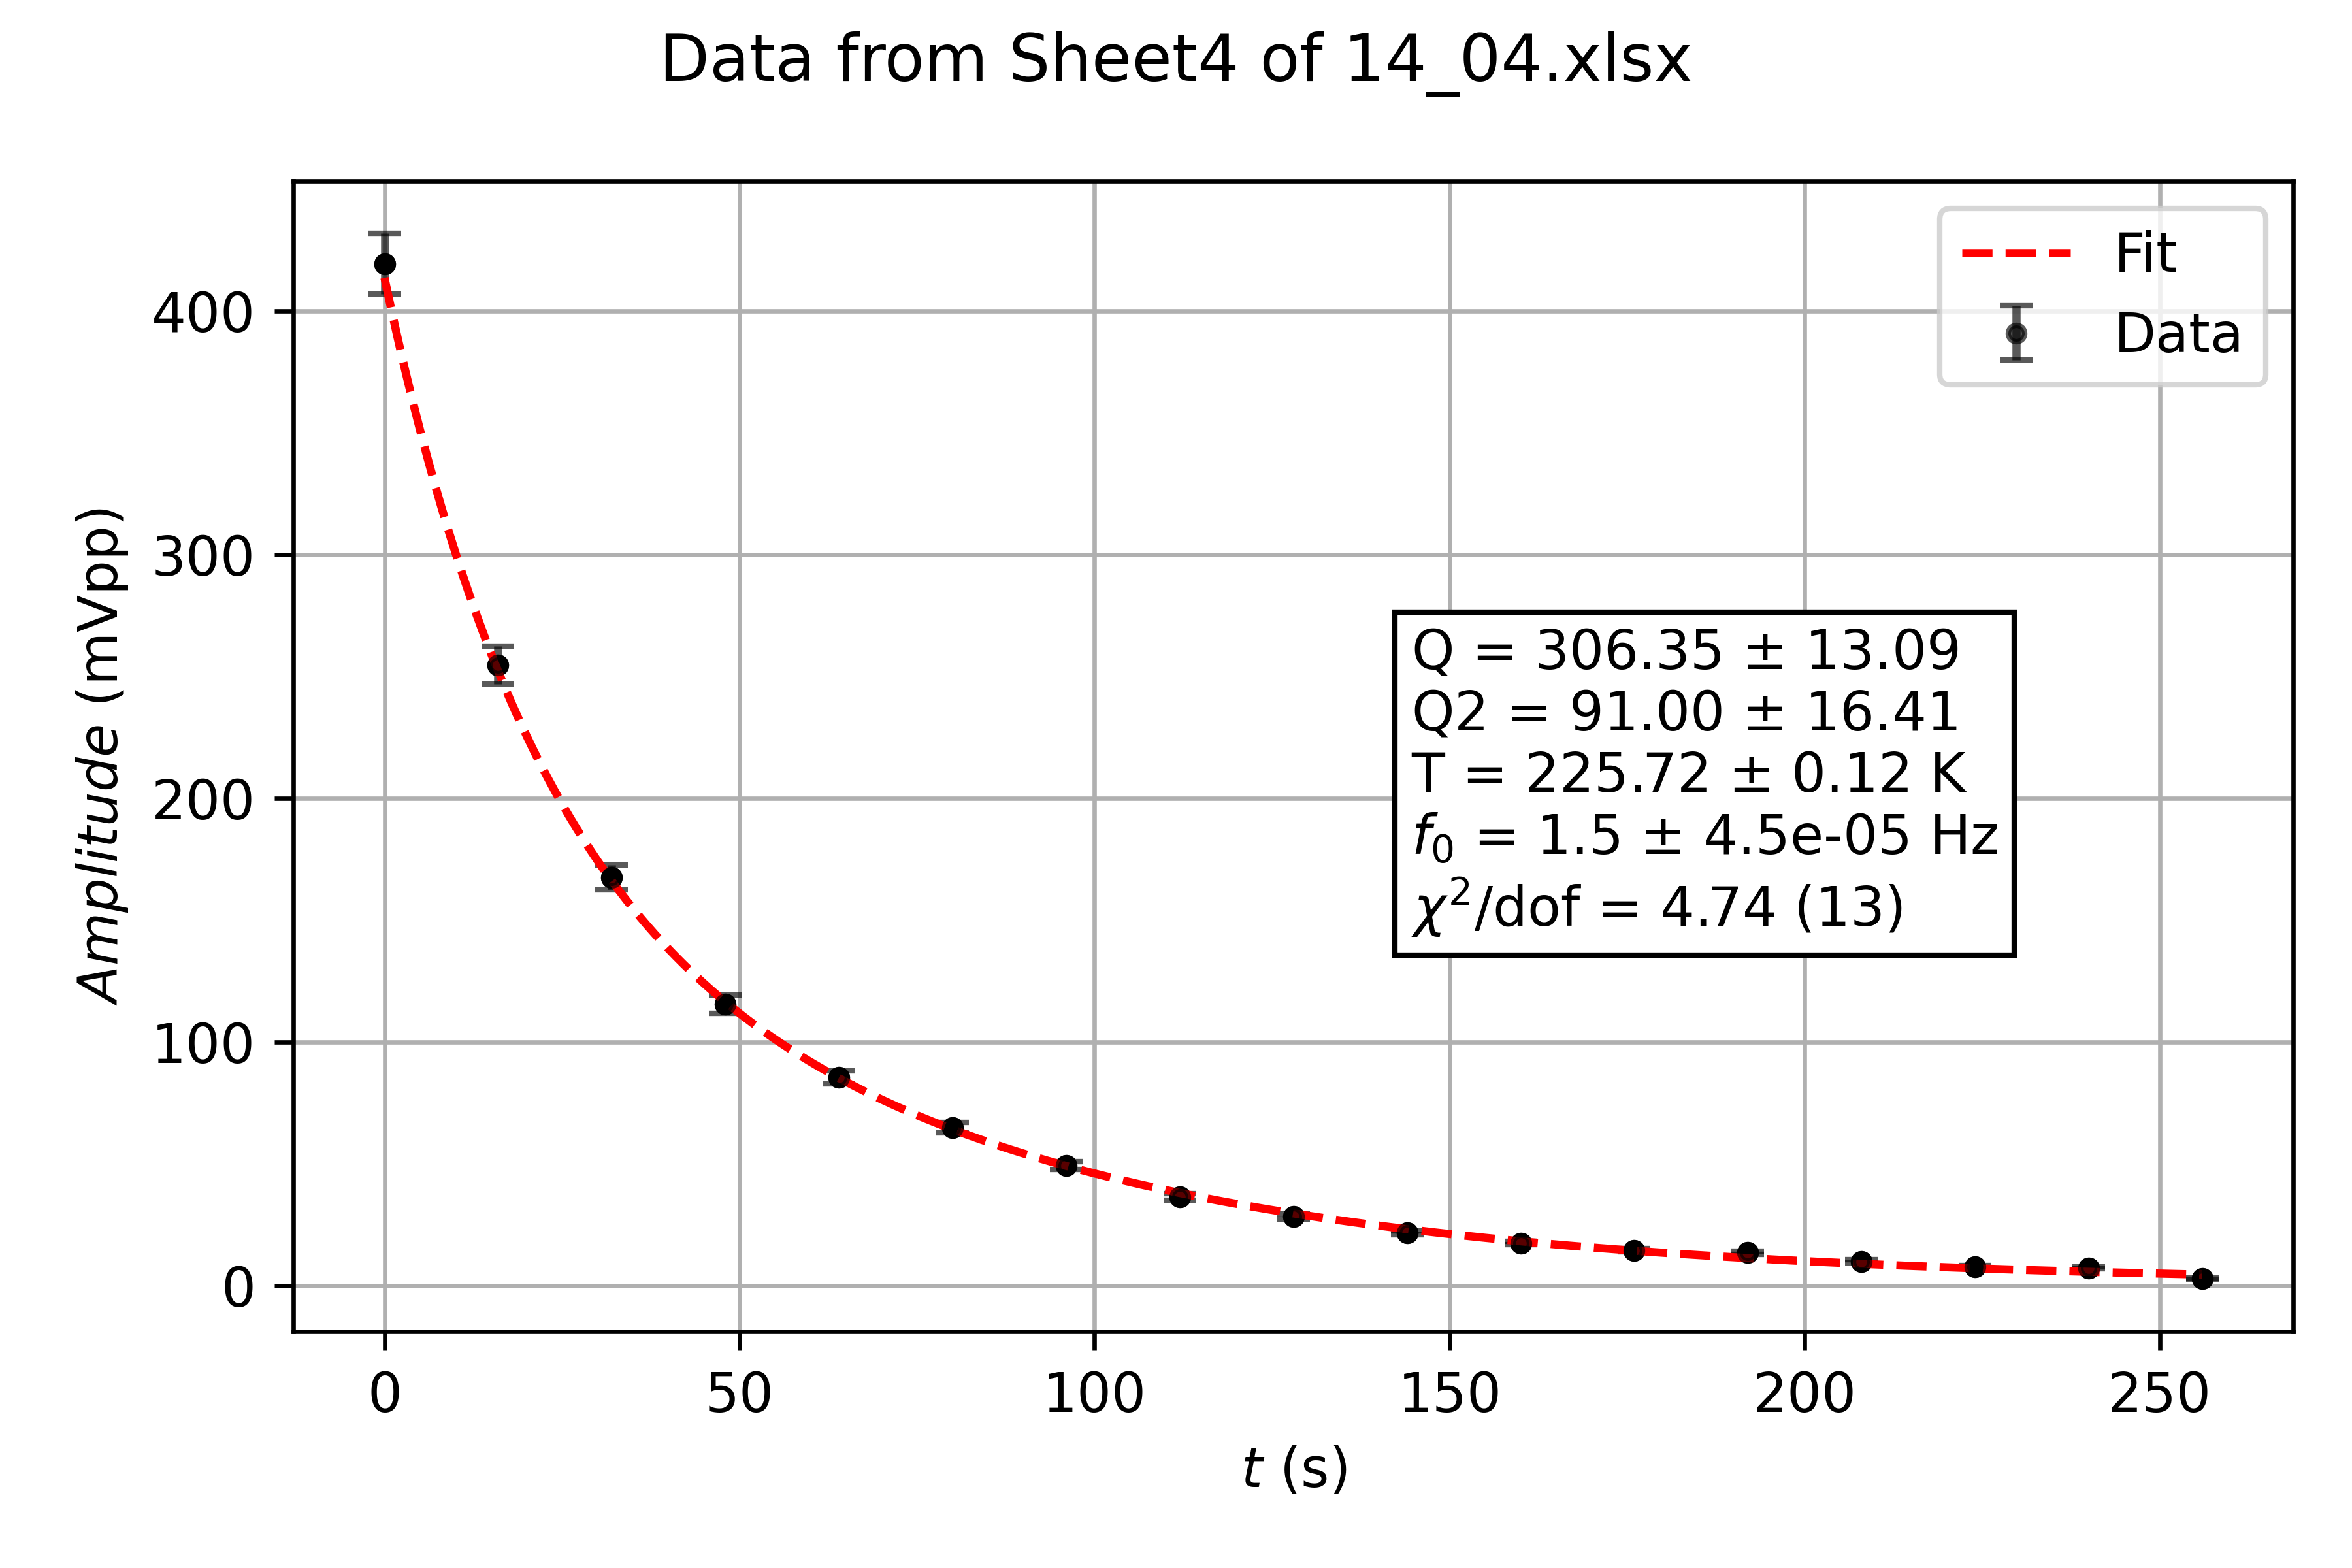 Data from Sheet4 of 14_04.xlsx
Amplitude (mVpp)
400
300
200
100
0
Fit
Data
Q = 306.35 ± 13.09
Q2 = 91.00 ± 16.41
T = 225.72 ± 0.12 K
f₀ = 1.5 ± 4.5e-05 Hz
χ²/dof = 4.74 (13)
0 50 100 150 200 250
t (s)